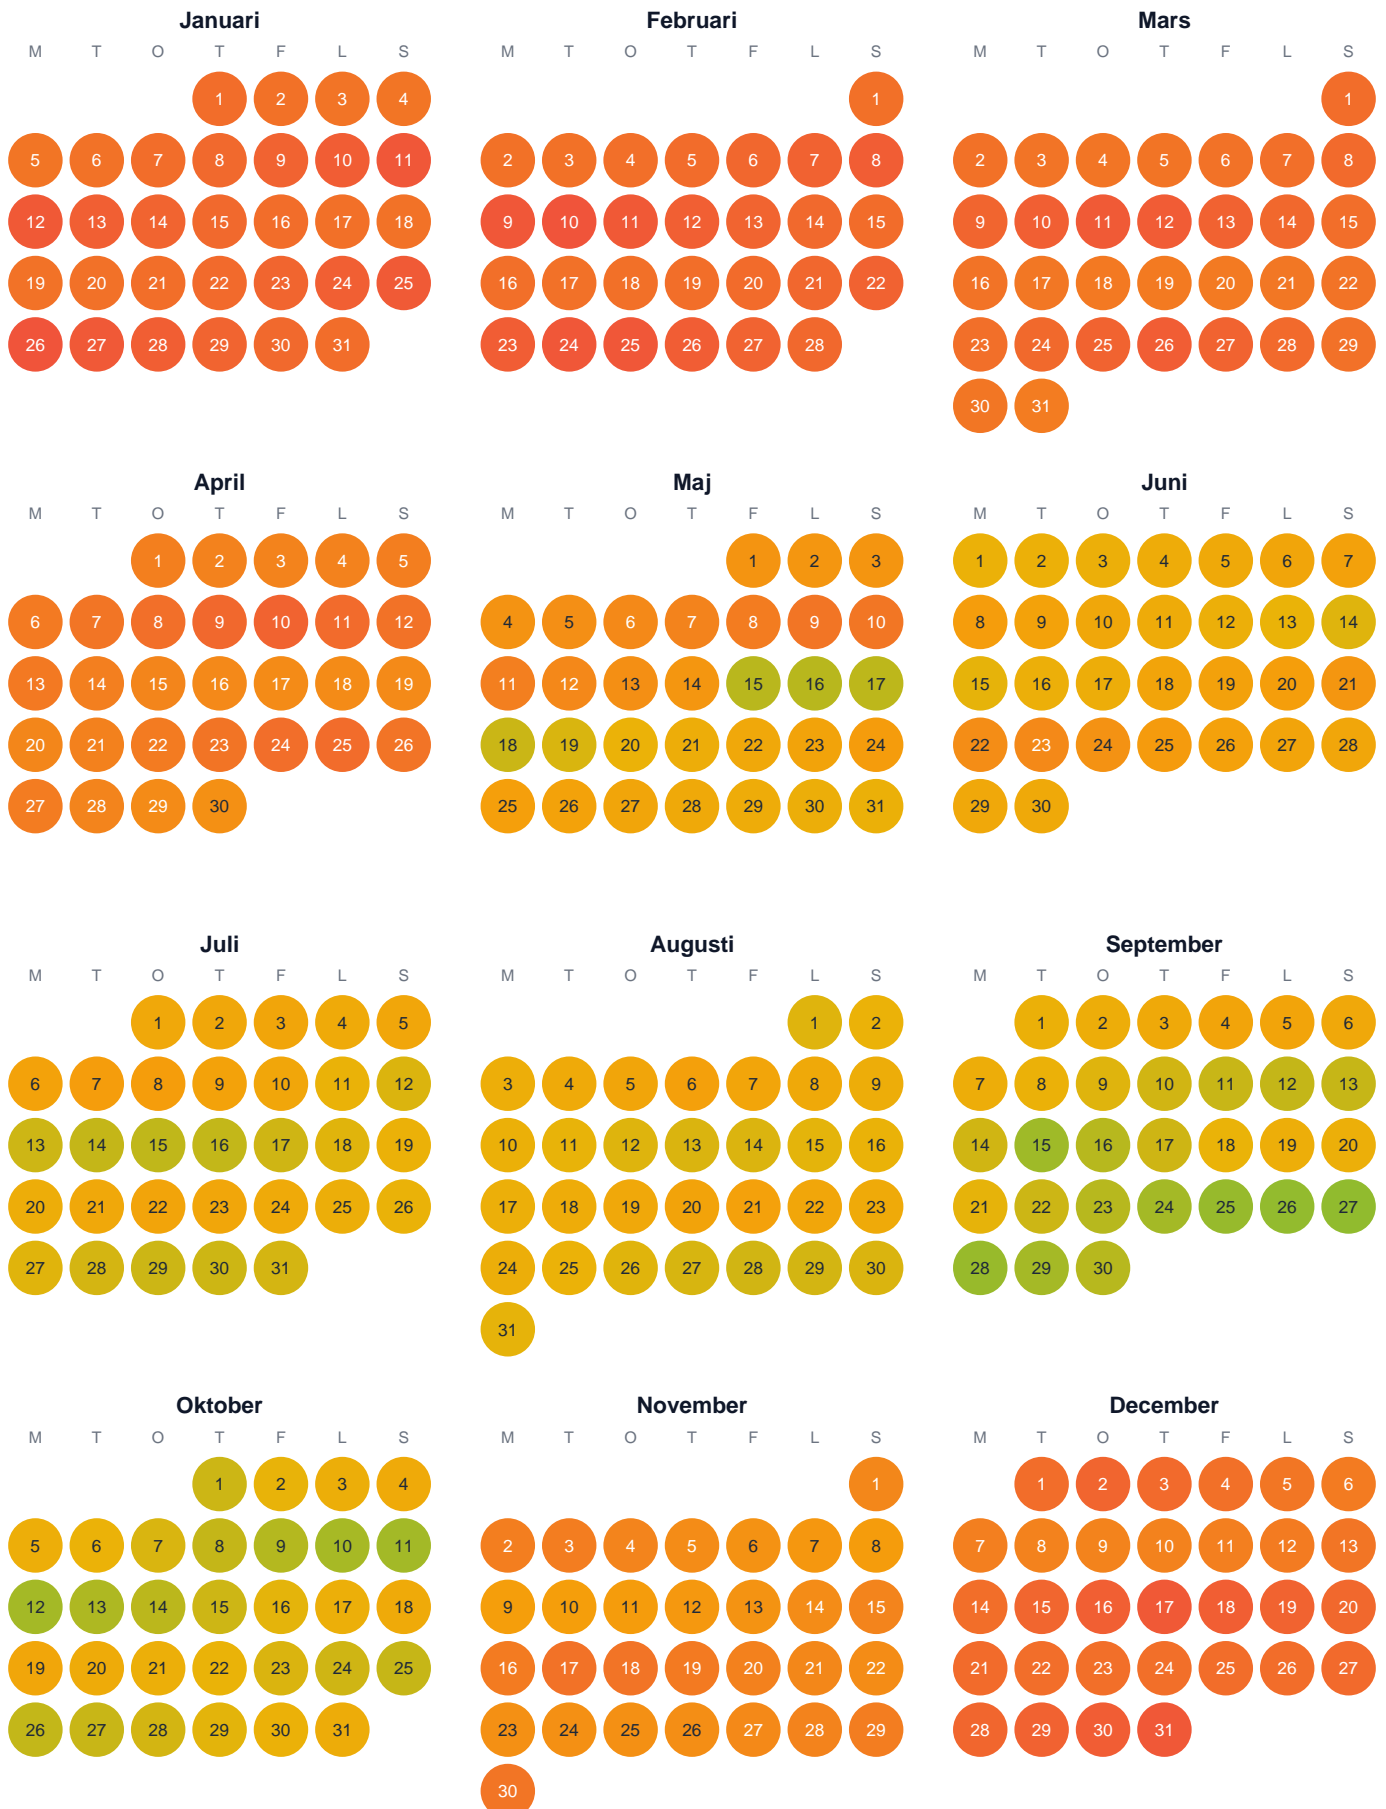 Januari Februari Mars
M T O T F L S M T O T F L S M T O T F L S
1 2 3 4 1 1
5 6 7 8 9 10 11 2 3 4 5 6 7 8 2 3 4 5 6 7 8
12 13 14 15 16 17 18 9 10 11 12 13 14 15 9 10 11 12 13 14 15
19 20 21 22 23 24 25 16 17 18 19 20 21 22 16 17 18 19 20 21 22
26 27 28 29 30 31 23 24 25 26 27 28 23 24 25 26 27 28 29
30 31
April Maj Juni
M T O T F L S M T O T F L S M T O T F L S
1 2 3 4 5 1 2 3 1 2 3 4 5 6 7
6 7 8 9 10 11 12 4 5 6 7 8 9 10 8 9 10 11 12 13 14
13 14 15 16 17 18 19 11 12 13 14 15 16 17 15 16 17 18 19 20 21
20 21 22 23 24 25 26 18 19 20 21 22 23 24 22 23 24 25 26 27 28
27 28 29 30 25 26 27 28 29 30 31 29 30
Juli Augusti September
M T O T F L S M T O T F L S M T O T F L S
1 2 3 4 5 1 2 1 2 3 4 5 6
6 7 8 9 10 11 12 3 4 5 6 7 8 9 7 8 9 10 11 12 13
13 14 15 16 17 18 19 10 11 12 13 14 15 16 14 15 16 17 18 19 20
20 21 22 23 24 25 26 17 18 19 20 21 22 23 21 22 23 24 25 26 27
27 28 29 30 31 24 25 26 27 28 29 30 28 29 30
31
Oktober November December
M T O T F L S M T O T F L S M T O T F L S
1 2 3 4 1 1 2 3 4 5 6
5 6 7 8 9 10 11 2 3 4 5 6 7 8 7 8 9 10 11 12 13
12 13 14 15 16 17 18 9 10 11 12 13 14 15 14 15 16 17 18 19 20
19 20 21 22 23 24 25 16 17 18 19 20 21 22 21 22 23 24 25 26 27
26 27 28 29 30 31 23 24 25 26 27 28 29 28 29 30 31
30